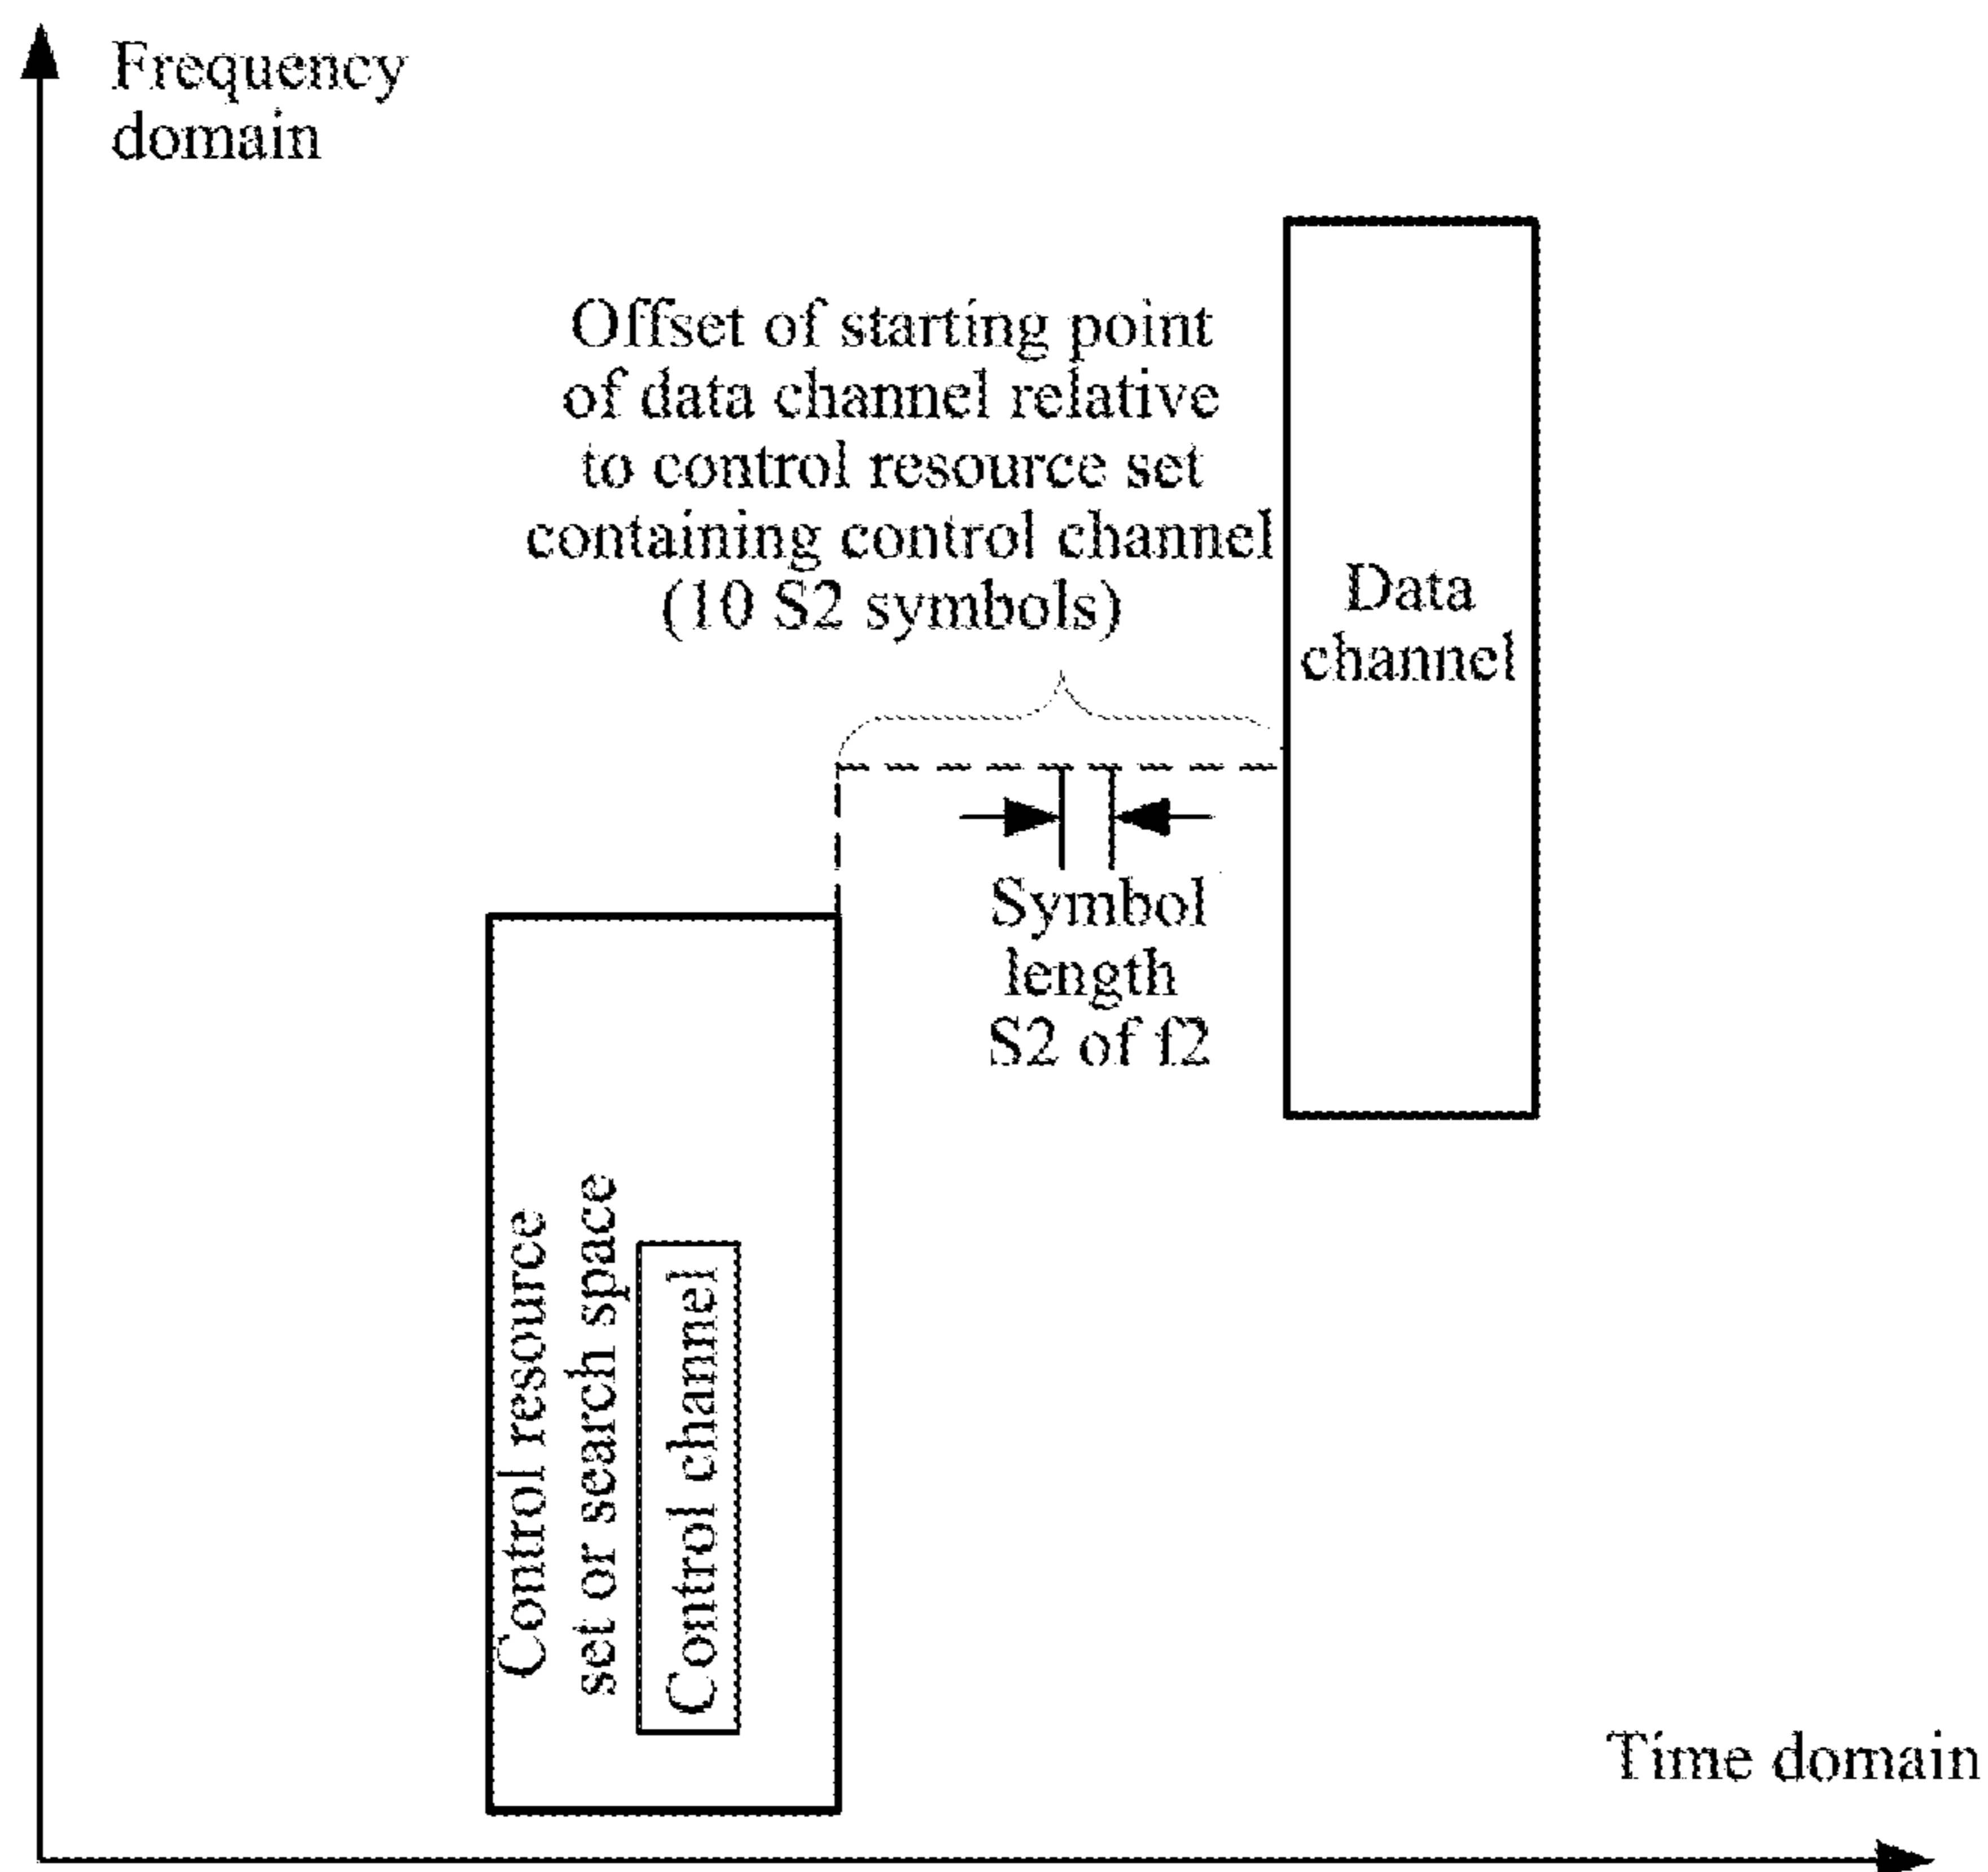 Frequency
domain
Offset of starting point
of data channel relative
to control resource set
containing control channel
(10 S2 symbols)
Data
channel
Symbol
length
S2 of f2
Control resource
set or search space
Control channel
Time domain